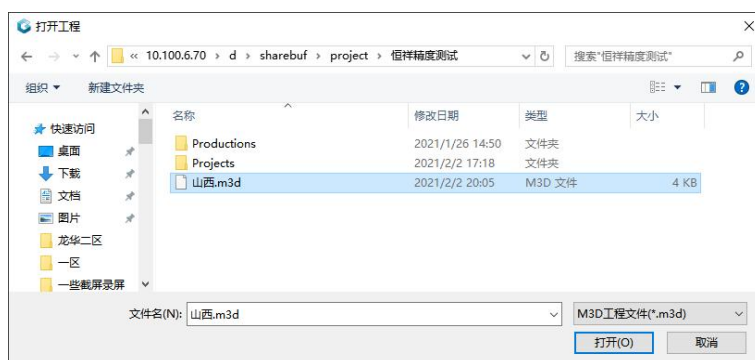 打开工程
« 10.100.6.70 › d › sharebuf › project › 恒祥精度测试
搜索"恒祥精度测试"
组织 新建文件夹
名称 修改日期 类型 大小
快速访问
桌面
下载
文档
图片
龙华二区
一区
一些截屏录屏
Productions 2021/1/26 14:50 文件夹
Projects 2021/2/2 17:18 文件夹
山西.m3d 2021/2/2 20:05 M3D 文件 4 KB
文件名(N): 山西.m3d M3D工程文件(*.m3d)
打开(O) 取消